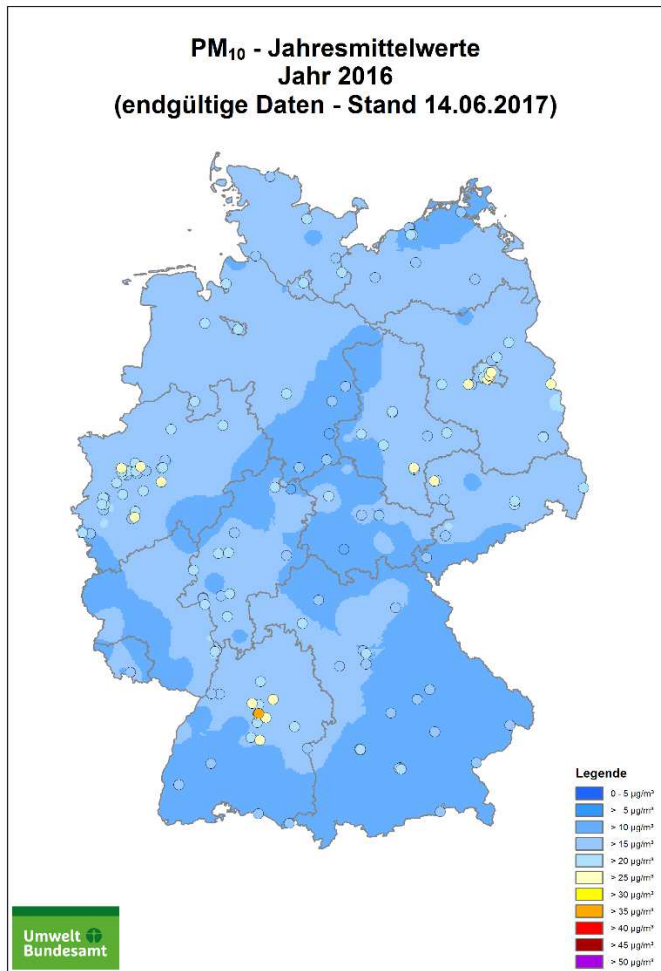 PM₁₀ - Jahresmittelwerte
Jahr 2016
(endgültige Daten - Stand 14.06.2017)
Legende
0 - 5 µg/m³
> 5 µg/m³
> 10 µg/m³
> 15 µg/m³
> 20 µg/m³
> 25 µg/m³
> 30 µg/m³
> 35 µg/m³
> 40 µg/m³
> 45 µg/m³
> 50 µg/m³
Umwelt
Bundesamt